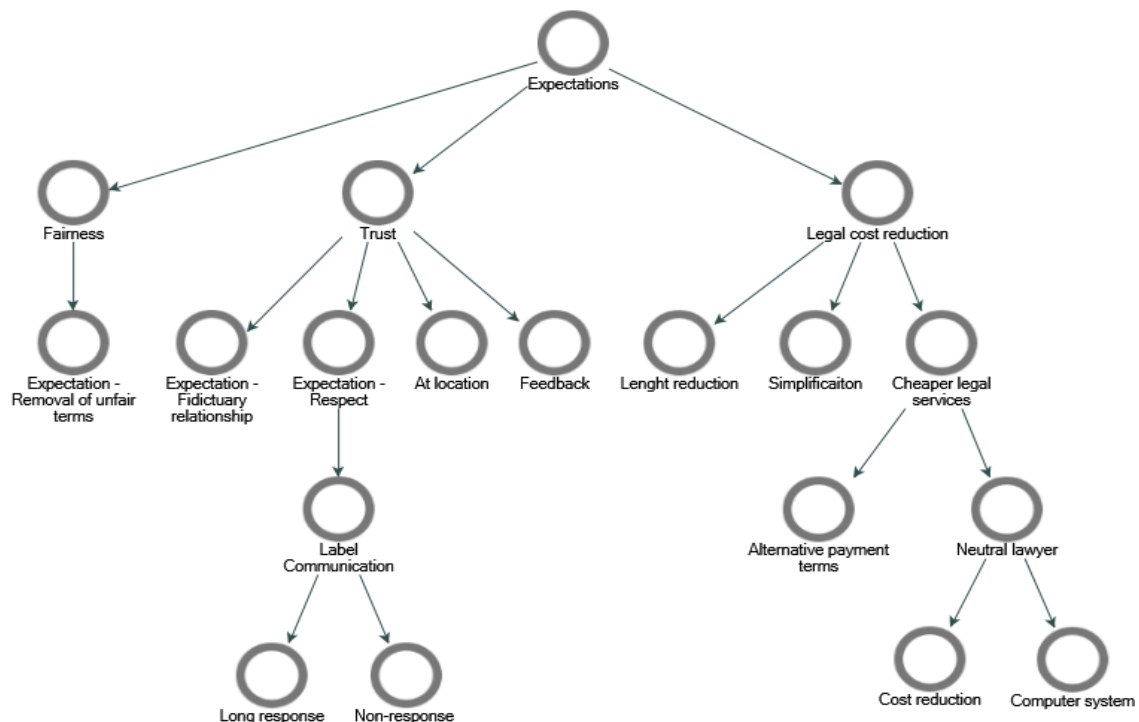 Expectations
Fairness
Trust
Legal cost reduction
Expectation -
Removal of unfair
terms
Expectation -
Fidictuary
relationship
Expectation -
Respect
At location
Feedback
Lenght reduction
Simplificaiton
Cheaper legal
services
Label
Communication
Alternative payment
terms
Neutral lawyer
Long response
Non-response
Cost reduction
Computer system